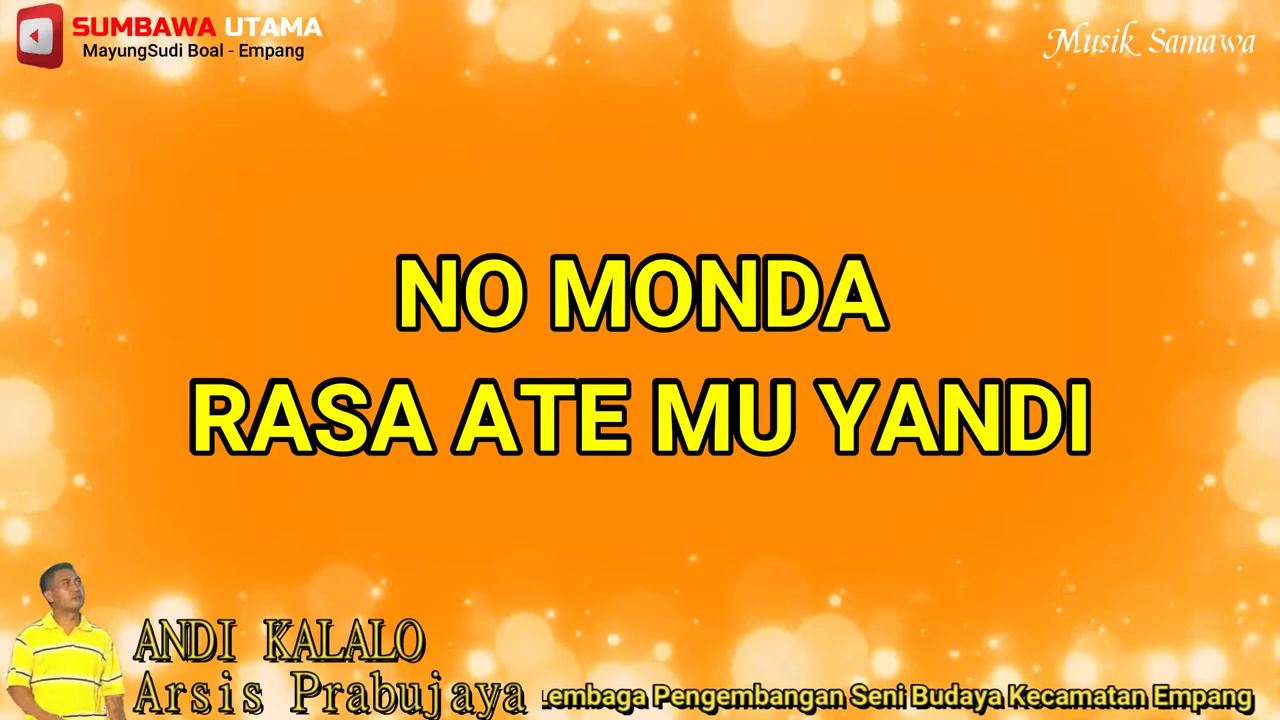 SUMBAWA UTAMA
MayungSudi Boal - Empang
Musik Samawa
NO MONDA
RASA ATE MU YANDI
ANDI KALALO
Arsis Prabujaya
Lembaga Pengembangan Seni Budaya Kecamatan Empang